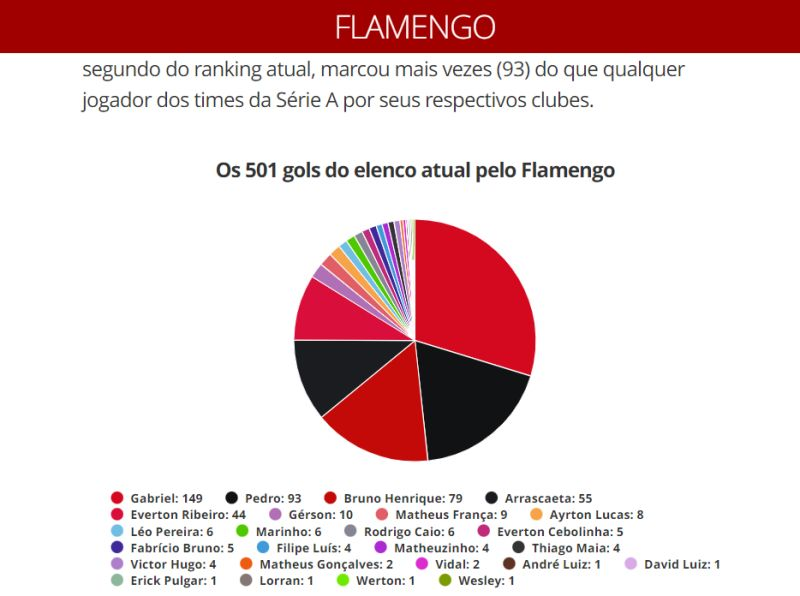 FLAMENGO
segundo do ranking atual, marcou mais vezes (93) do que qualquer
jogador dos times da Série A por seus respectivos clubes.
Os 501 gols do elenco atual pelo Flamengo
Gabriel: 149 Pedro: 93 Bruno Henrique: 79 Arrascaeta: 55
Everton Ribeiro: 44 Gérson: 10 Matheus França: 9 Ayrton Lucas: 8
Léo Pereira: 6 Marinho: 6 Rodrigo Caio: 6 Everton Cebolinha: 5
Fabrício Bruno: 5 Filipe Luís: 4 Matheuzinho: 4 Thiago Maia: 4
Victor Hugo: 4 Matheus Gonçalves: 2 Vidal: 2 André Luiz: 1 David Luiz: 1
Erick Pulgar: 1 Lorran: 1 Werton: 1 Wesley: 1